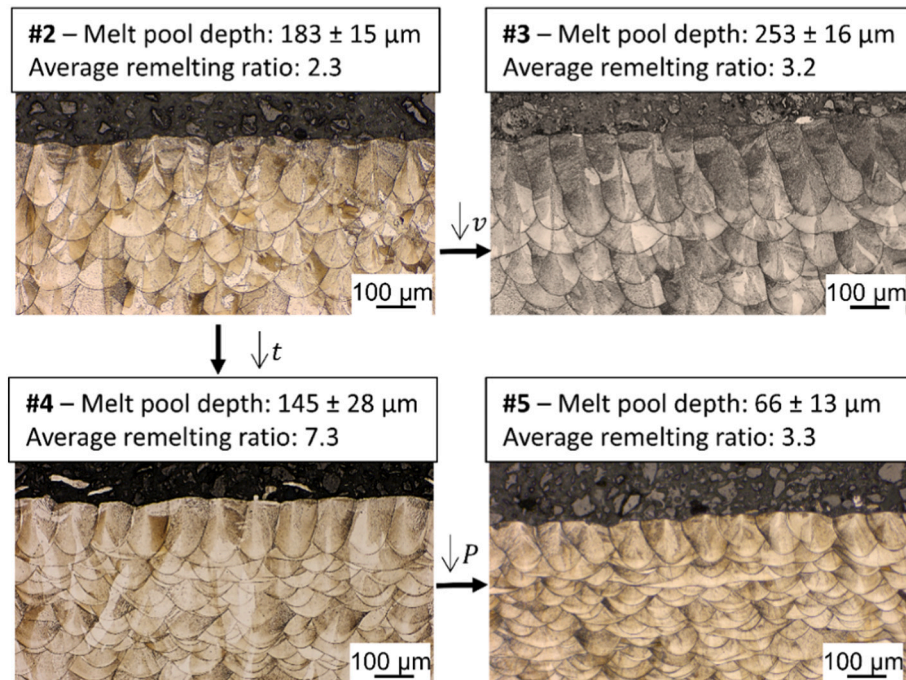 #2 – Melt pool depth: 183 ± 15 µm
Average remelting ratio: 2.3
#3 – Melt pool depth: 253 ± 16 µm
Average remelting ratio: 3.2
↓ v
100 µm
100 µm
↓ t
#4 – Melt pool depth: 145 ± 28 µm
Average remelting ratio: 7.3
#5 – Melt pool depth: 66 ± 13 µm
Average remelting ratio: 3.3
↓ P
100 µm
100 µm